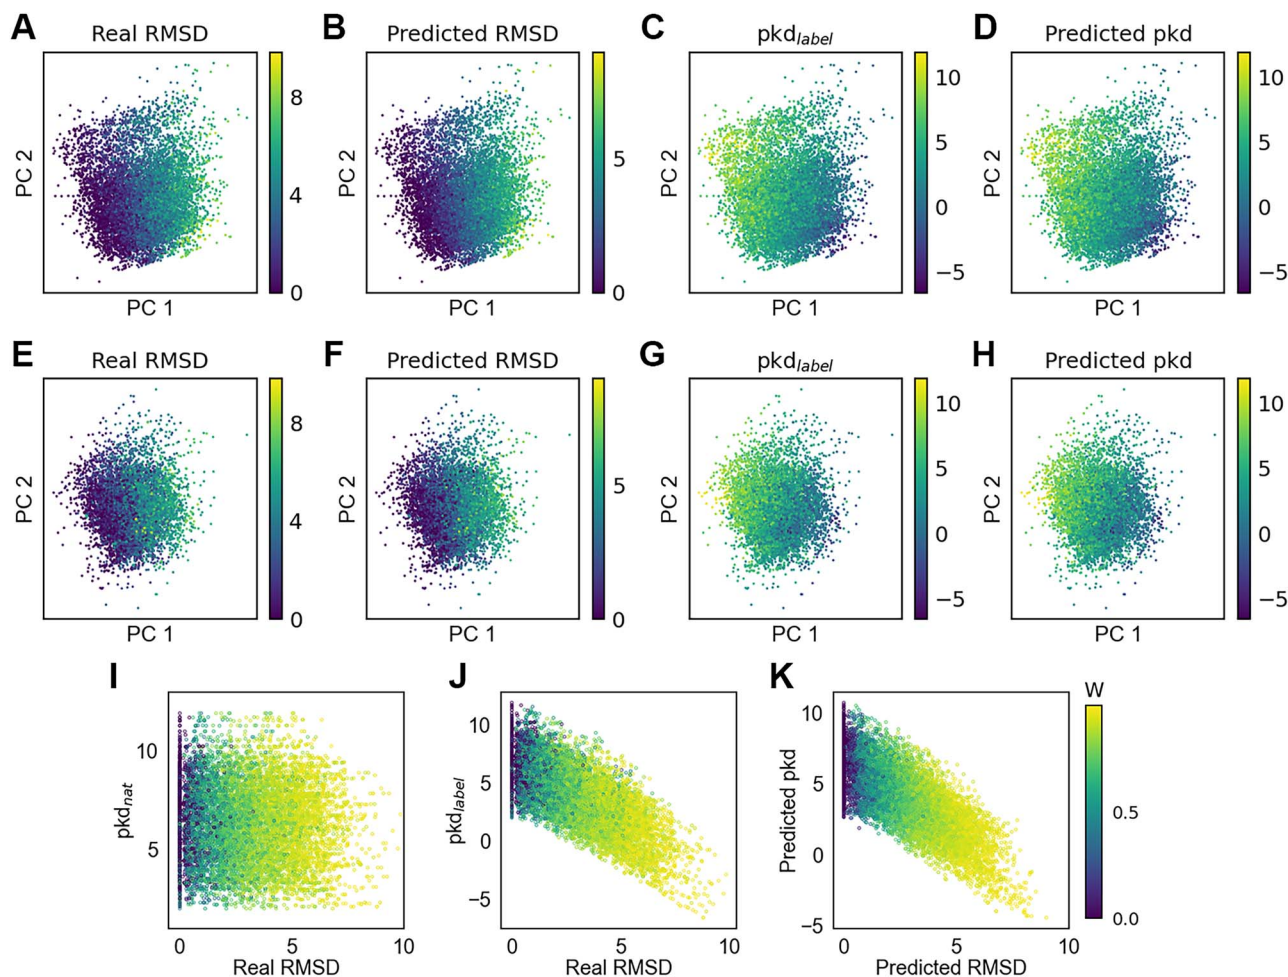 A Real RMSD B Predicted RMSD C pkd_label D Predicted pkd
PC 2 8 4 0 PC 2 5 0 PC 2 10 5 0 −5 PC 2 10 5 0 −5
PC 1 PC 1 PC 1 PC 1
E Real RMSD F Predicted RMSD G pkd_label H Predicted pkd
PC 2 8 4 0 PC 2 5 0 PC 2 10 5 0 −5 PC 2 10 5 0 −5
PC 1 PC 1 PC 1 PC 1
I J K W
pkd_nat 10 5 pkd_label 10 5 0 −5 Predicted pkd 10 5 0 −5 0.5 0.0
0 5 10 0 5 10 0 5 10
Real RMSD Real RMSD Predicted RMSD